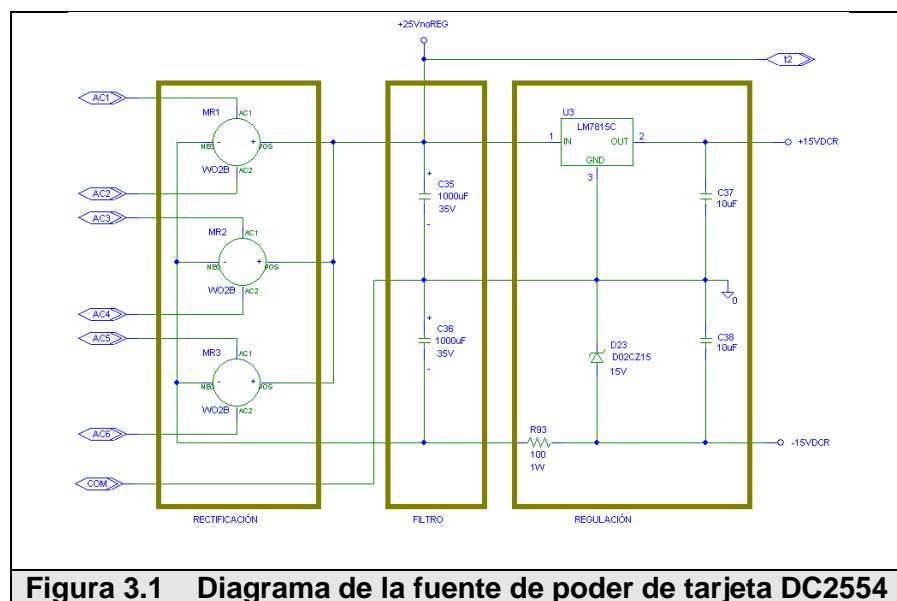 +25VnoREG
t2
AC1
MR1
AC1
NEG
-
+
POS
WO2B
AC2
AC2
AC3
MR2
AC1
NEG
-
+
POS
WO2B
AC2
AC4
AC5
MR3
AC1
NEG
-
+
POS
WO2B
AC2
AC6
COM
RECTIFICACIÓN
+
C35
1000uF
35V
-
+
C36
1000uF
35V
-
FILTRO
U3
LM7815C
1
IN
OUT
2
GND
3
+15VDCR
C37
10uF
0
D23
D02CZ15
15V
C38
10uF
R93
100
1W
-15VDCR
REGULACIÓN
Figura 3.1 Diagrama de la fuente de poder de tarjeta DC2554